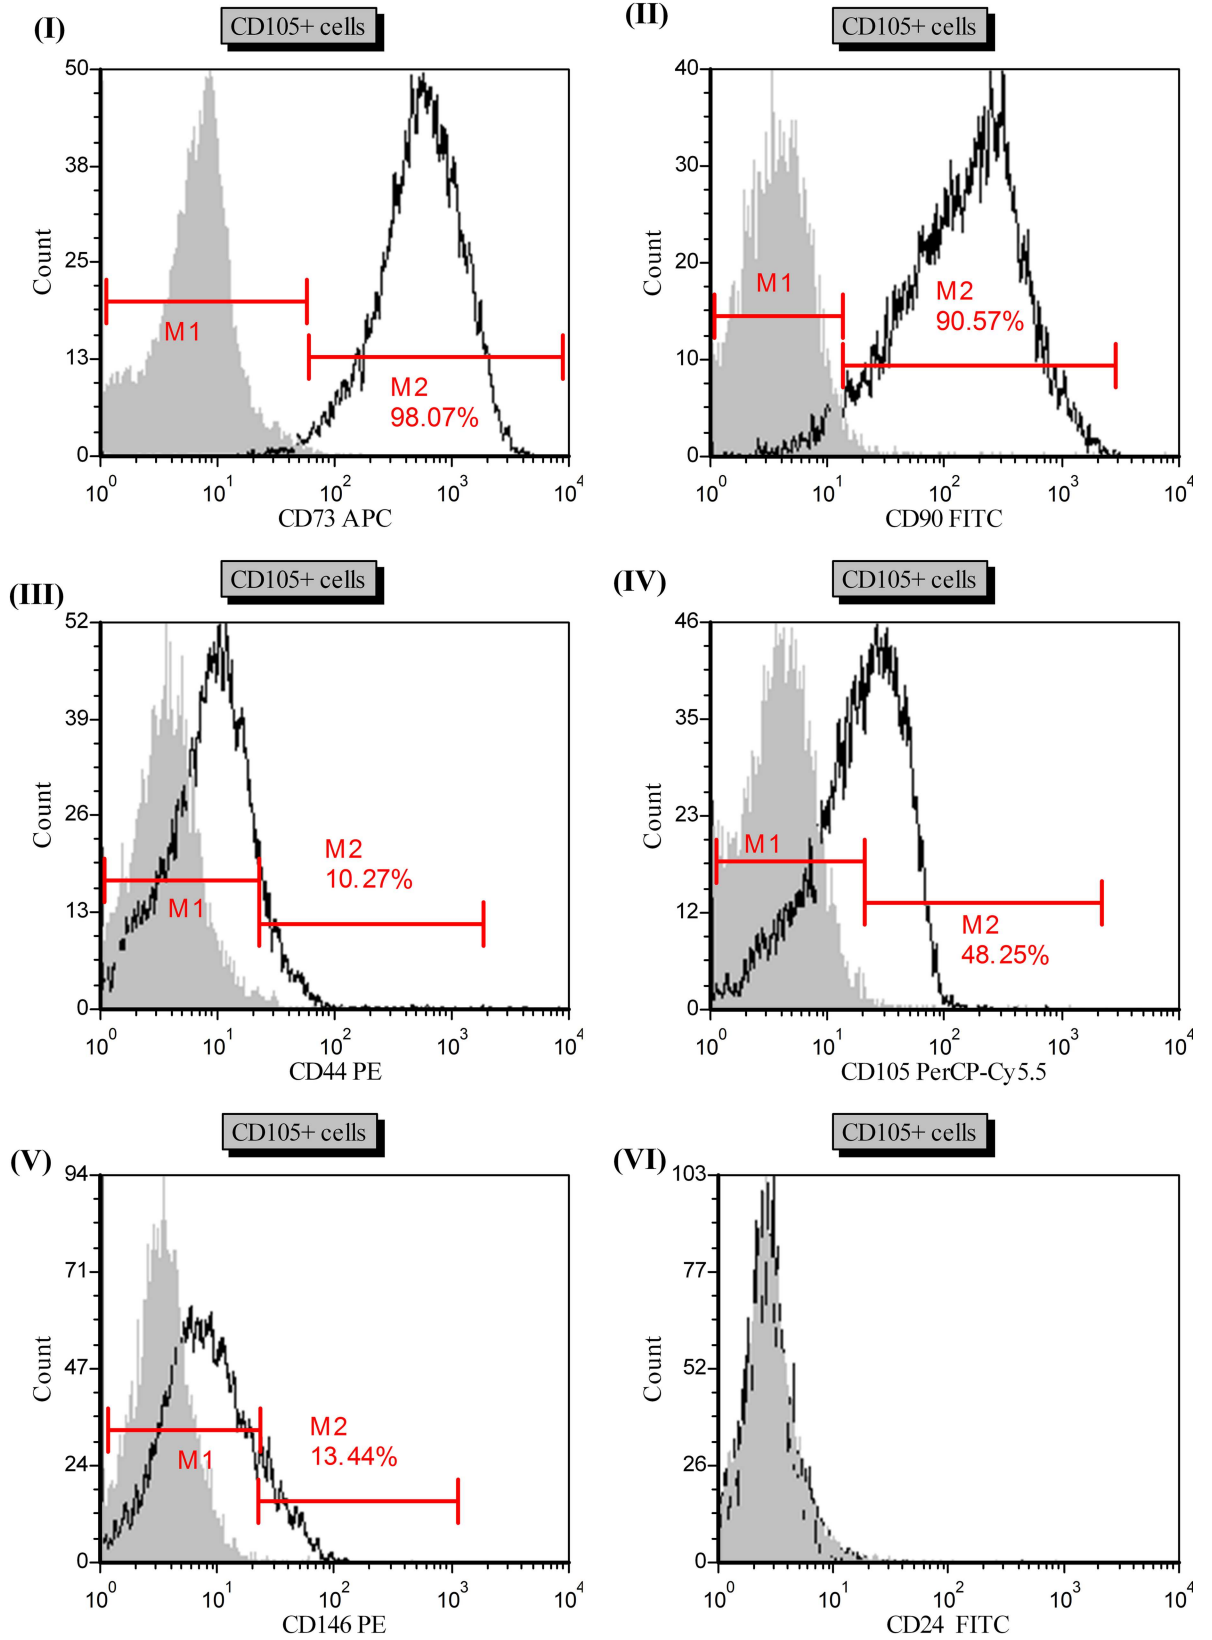 (I)
CD105+ cells
50
38
25
13
0
Count
M1
M2
98.07%
10^0 10^1 10^2 10^3 10^4
CD73 APC
(II)
CD105+ cells
40
30
20
10
0
Count
M1
M2
90.57%
10^0 10^1 10^2 10^3 10^4
CD90 FITC
(III)
CD105+ cells
52
39
26
13
0
Count
M1
M2
10.27%
10^0 10^1 10^2 10^3 10^4
CD44 PE
(IV)
CD105+ cells
46
35
23
12
0
Count
M1
M2
48.25%
10^0 10^1 10^2 10^3 10^4
CD105 PerCP-Cy5.5
(V)
CD105+ cells
94
71
47
24
0
Count
M1
M2
13.44%
10^0 10^1 10^2 10^3 10^4
CD146 PE
(VI)
CD105+ cells
103
77
52
26
0
Count
10^0 10^1 10^2 10^3 10^4
CD24 FITC